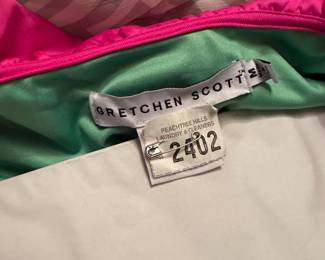 GRETCHEN SCOTT
M
PEACHTREE HILLS
LAUNDRY & CLEANERS
2402